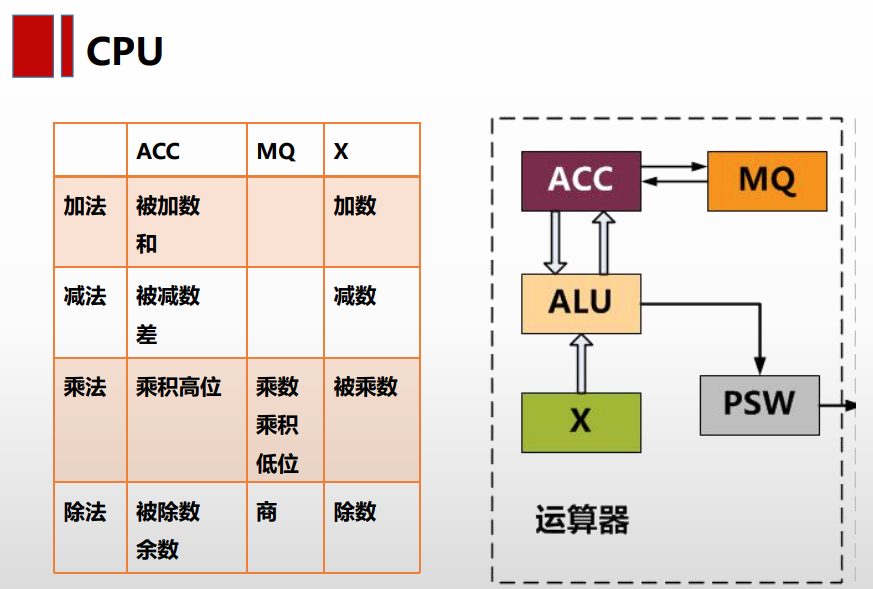 CPU
ACC MQ X
加法 被加数 加数
和
减法 被减数 减数
差
乘法 乘积高位 乘数 被乘数
乘积
低位
除法 被除数 商 除数
余数
ACC MQ
ALU
X PSW
运算器